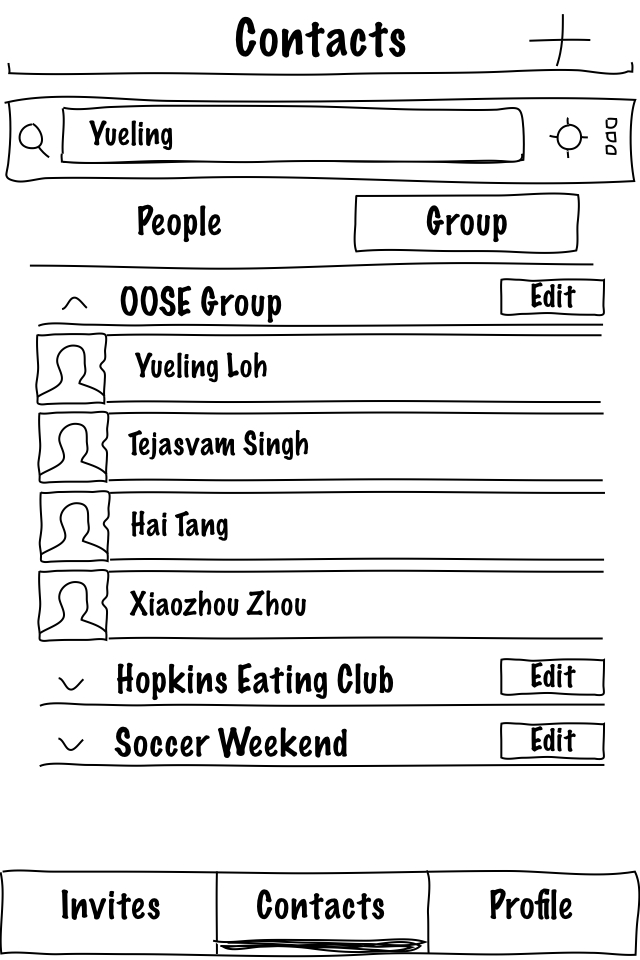 Contacts
Yueling
People Group
OOSE Group Edit
Yueling Loh
Tejasvam Singh
Hai Tang
Xiaozhou Zhou
Hopkins Eating Club Edit
Soccer Weekend Edit
Invites Contacts Profile